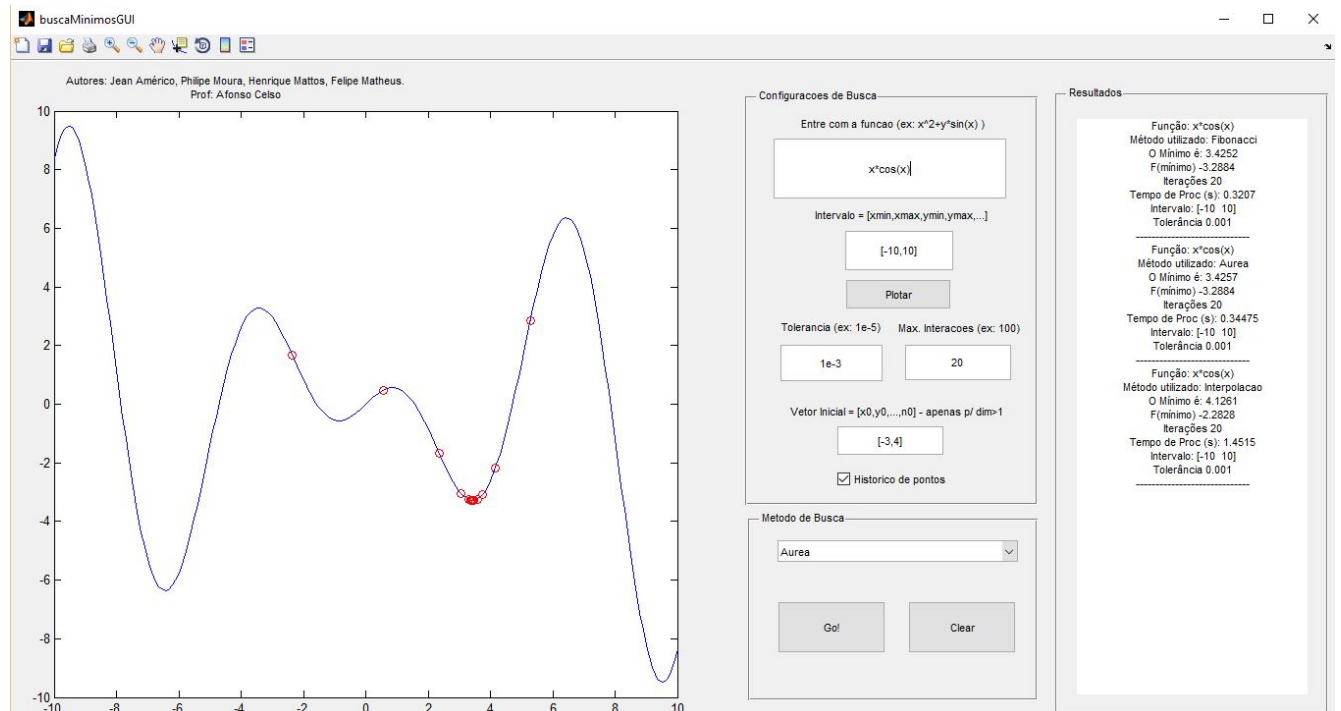 buscaMinimosGUI
Autores: Jean Américo, Philipe Moura, Henrique Mattos, Felipe Matheus.
Prof: Afonso Celso
10
8
6
4
2
0
-2
-4
-6
-8
-10
-10 -8 -6 -4 -2 0 2 4 6 8 10
Configuracoes de Busca
Entre com a funcao (ex: x^2+y*sin(x) )
x*cos(x)
Intervalo = [xmin,xmax,ymin,ymax,...]
[-10,10]
Plotar
Tolerancia (ex: 1e-5) Max. Interacoes (ex: 100)
1e-3 20
Vetor Inicial = [x0,y0,...,n0] - apenas p/ dim>1
[-3,4]
Historico de pontos
Metodo de Busca
Aurea
Go! Clear
Resultados
Função: x*cos(x)
Método utilizado: Fibonacci
O Mínimo é: 3.4252
F(mínimo) -3.2884
Iterações 20
Tempo de Proc (s): 0.3207
Intervalo: [-10 10]
Tolerância 0.001
-----------------------------
Função: x*cos(x)
Método utilizado: Aurea
O Mínimo é: 3.4257
F(mínimo) -3.2884
Iterações 20
Tempo de Proc (s): 0.34475
Intervalo: [-10 10]
Tolerância 0.001
-----------------------------
Função: x*cos(x)
Método utilizado: Interpolacao
O Mínimo é: 4.1261
F(mínimo) -2.2828
Iterações 20
Tempo de Proc (s): 1.4515
Intervalo: [-10 10]
Tolerância 0.001
-----------------------------